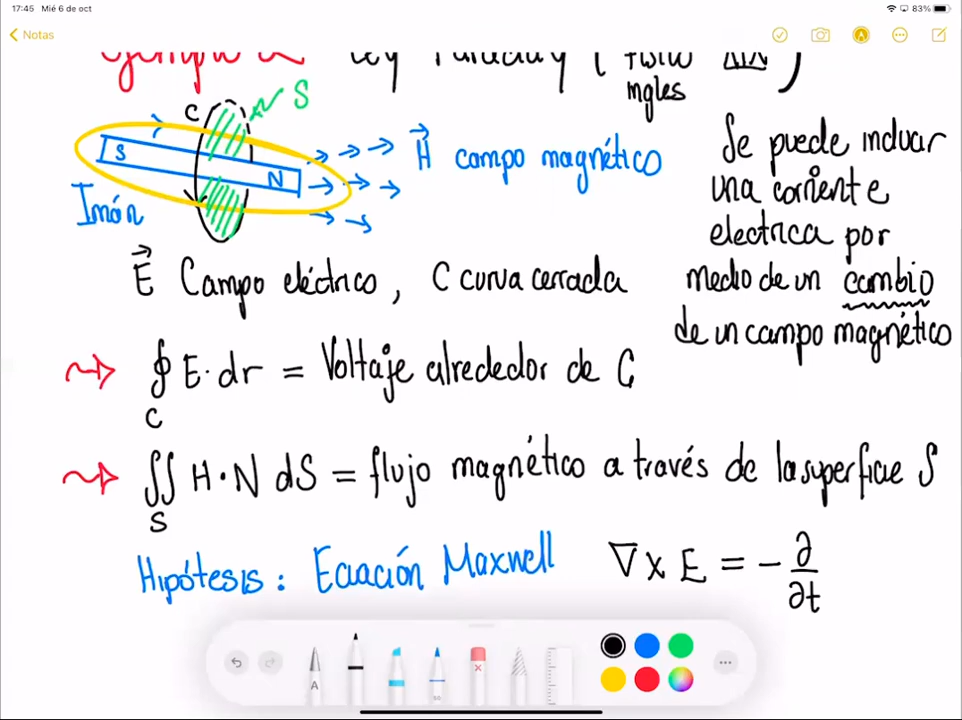 17:45 Mié 6 de oct
83%
Notas
Ley Faraday (
ingles
C
S
S
N
H campo magnético
Imán
Se puede inducir
una corriente
electrica por
medio de un cambio
de un campo magnético
E Campo eléctrico, C curva cerrada
∮ E · dr = Voltaje alrededor de C
C
∬ H · N dS = flujo magnético a través de la superficie S
S
Hipótesis: Ecuación Maxwell ∇ x E = - ∂/∂t
A
50